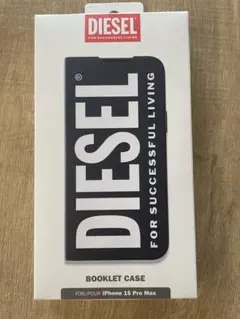 DIESEL
FOR SUCCESSFUL LIVING
DIESEL®
FOR SUCCESSFUL LIVING
BOOKLET CASE
FOR/POUR iPhone 15 Pro Max